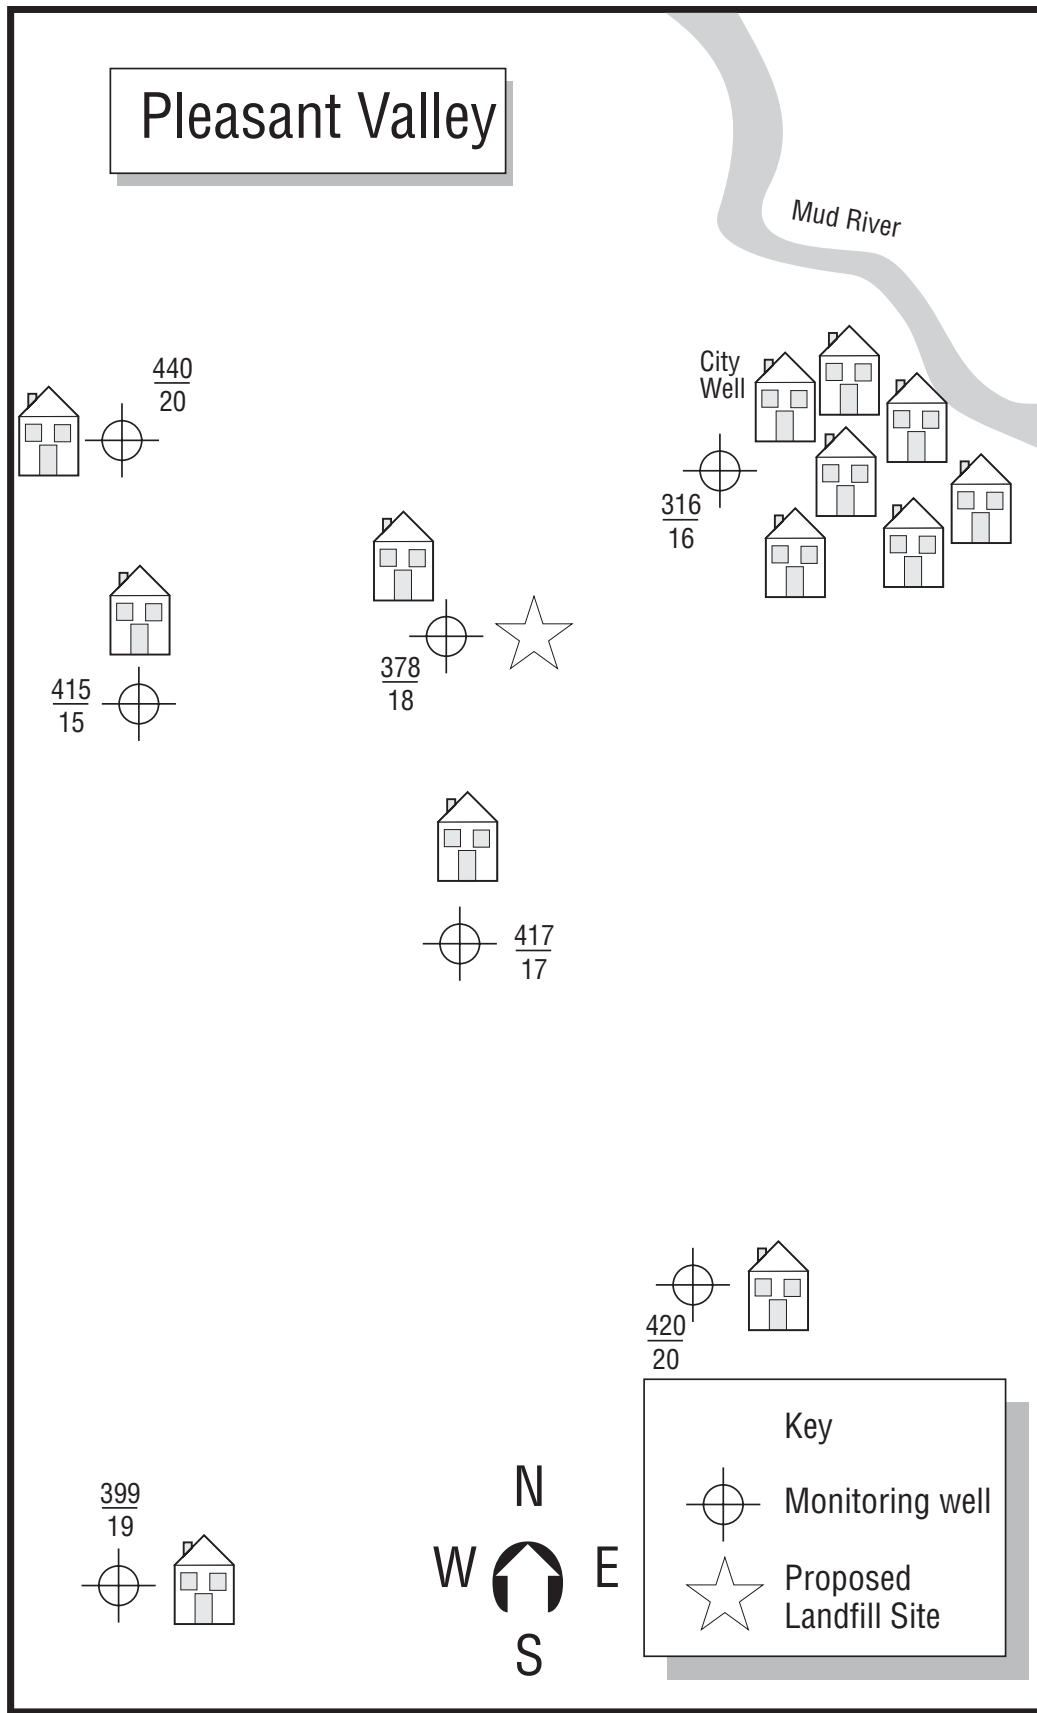 Pleasant Valley
Mud River
City
Well
440
20
316
16
415
15
378
18
417
17
420
20
399
19
N
W
E
S
Key
Monitoring well
Proposed
Landfill Site